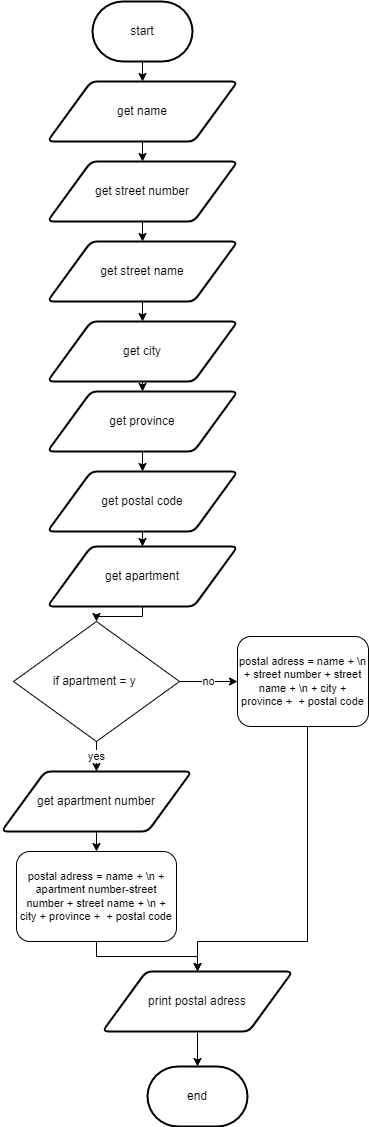 start
get name
get street number
get street name
get city
get province
get postal code
get apartment
if apartment = y
no
postal adress = name + \n
+ street number + street
name + \n + city +
province +  + postal code
yes
get apartment number
postal adress = name + \n +
apartment number-street
number + street name + \n +
city + province +  + postal code
print postal adress
end